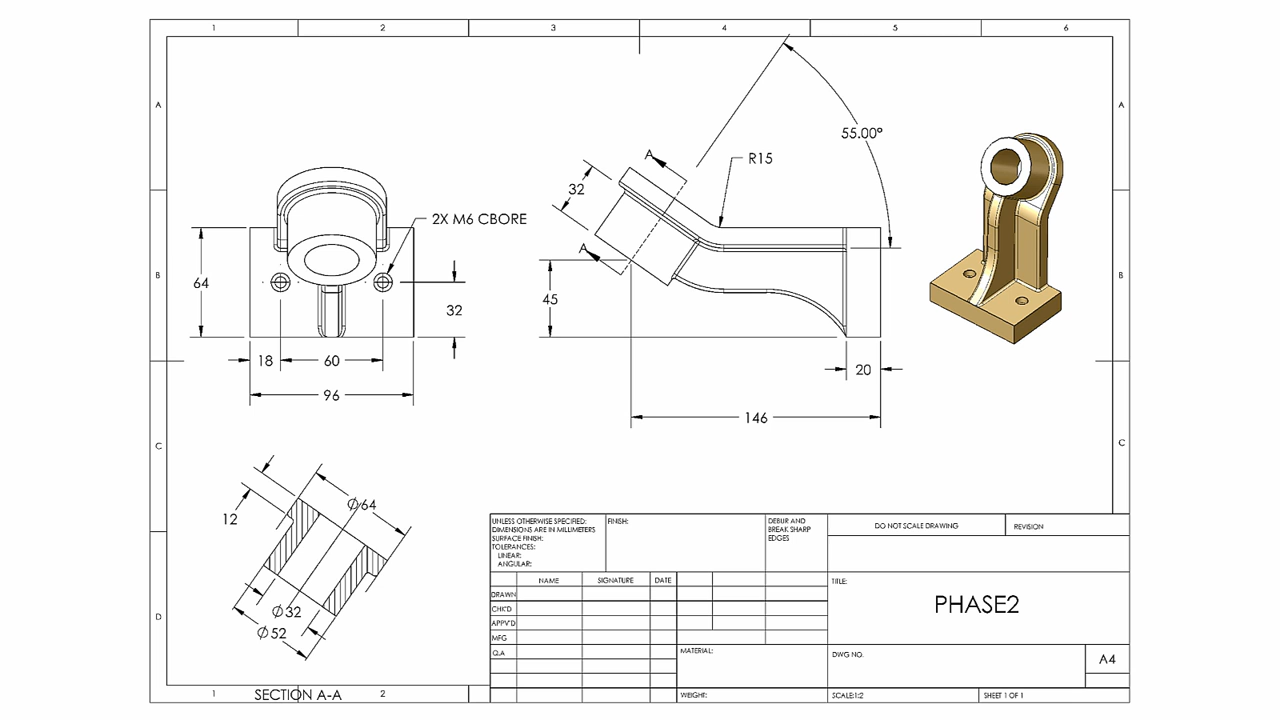 1 2 3 4 5 6
A A
55.00°
R15
A
32
2X M6 CBORE
A
B B
64
32
45
18 60
20
96
146
C C
Ø64
12
Ø32
Ø52
D
1 SECTION A-A 2
UNLESS OTHERWISE SPECIFIED:
DIMENSIONS ARE IN MILLIMETERS
SURFACE FINISH:
TOLERANCES:
LINEAR:
ANGULAR:
FINISH:
DEBUR AND
BREAK SHARP
EDGES
DO NOT SCALE DRAWING
REVISION
NAME SIGNATURE DATE
DRAWN
CHK'D
APPV'D
MFG
Q.A
TITLE:
PHASE2
MATERIAL:
DWG NO.
A4
WEIGHT:
SCALE:1:2
SHEET 1 OF 1